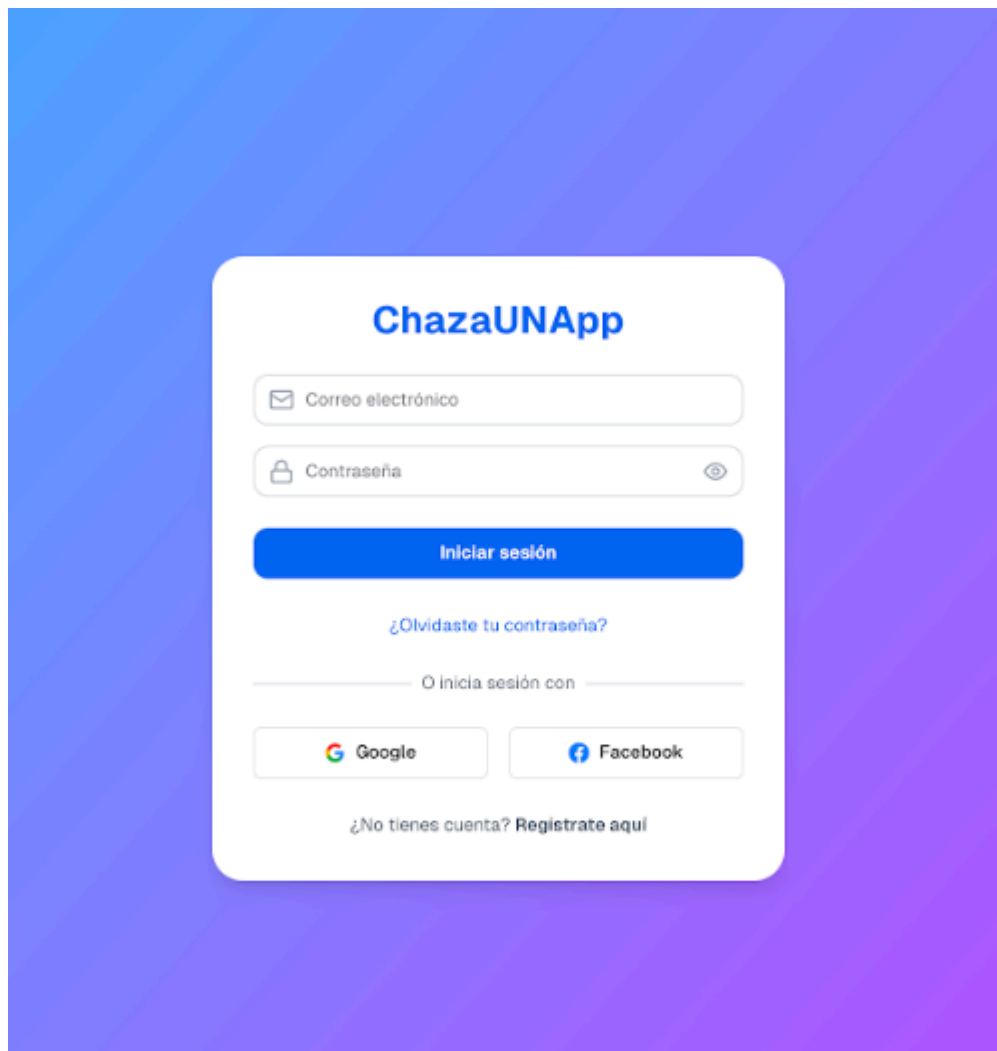 ChazaUNApp
Correo electrónico
Contraseña
Iniciar sesión
¿Olvidaste tu contraseña?
O inicia sesión con
Google
Facebook
¿No tienes cuenta? Regístrate aquí